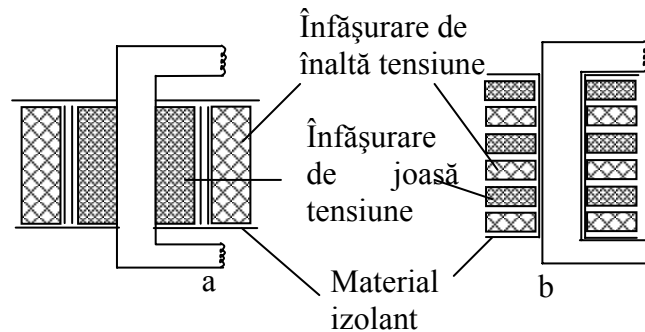 Înfăşurare de
înaltă tensiune
Înfăşurare
de joasă
tensiune
Material
izolant
a
b